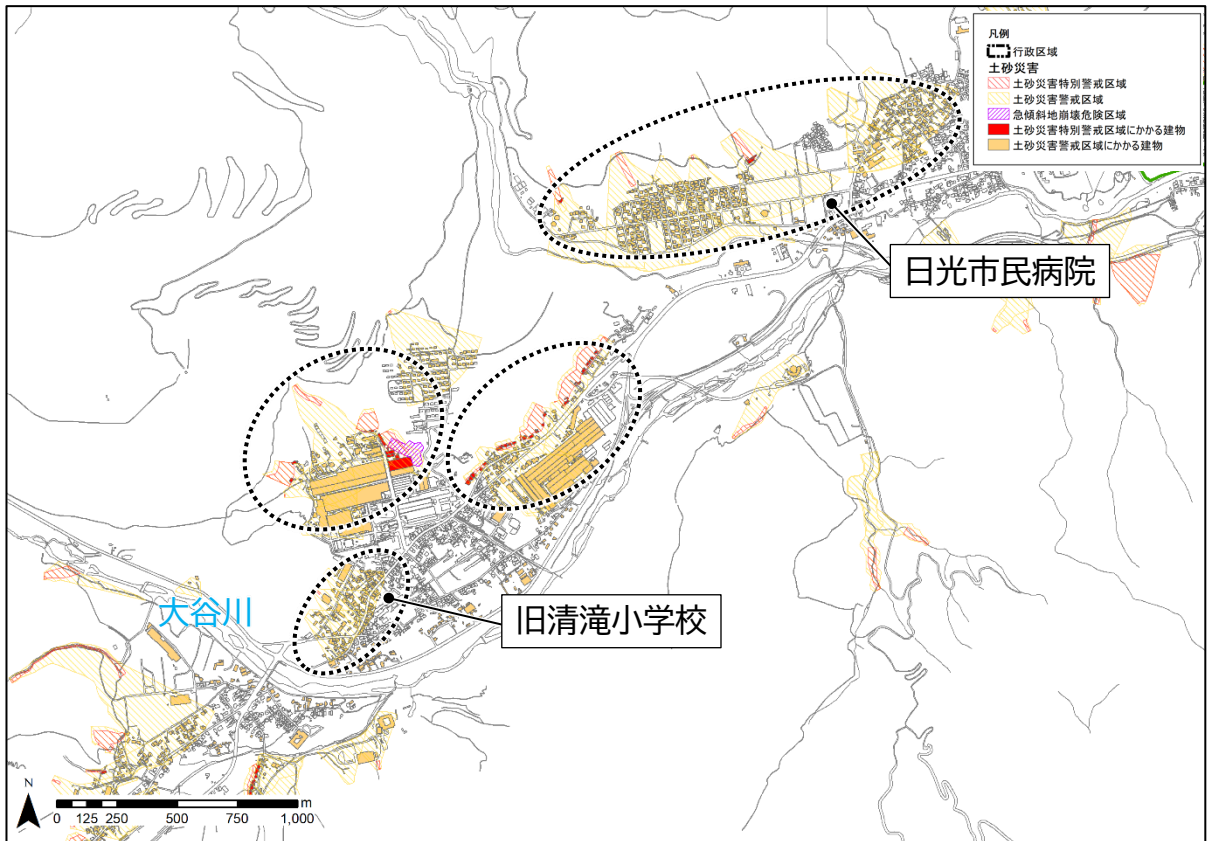 凡例
行政区域
土砂災害
土砂災害特別警戒区域
土砂災害警戒区域
急傾斜地崩壊危険区域
土砂災害特別警戒区域にかかる建物
土砂災害警戒区域にかかる建物
日光市民病院
旧清滝小学校
大谷川
N
m
0 125 250 500 750 1,000